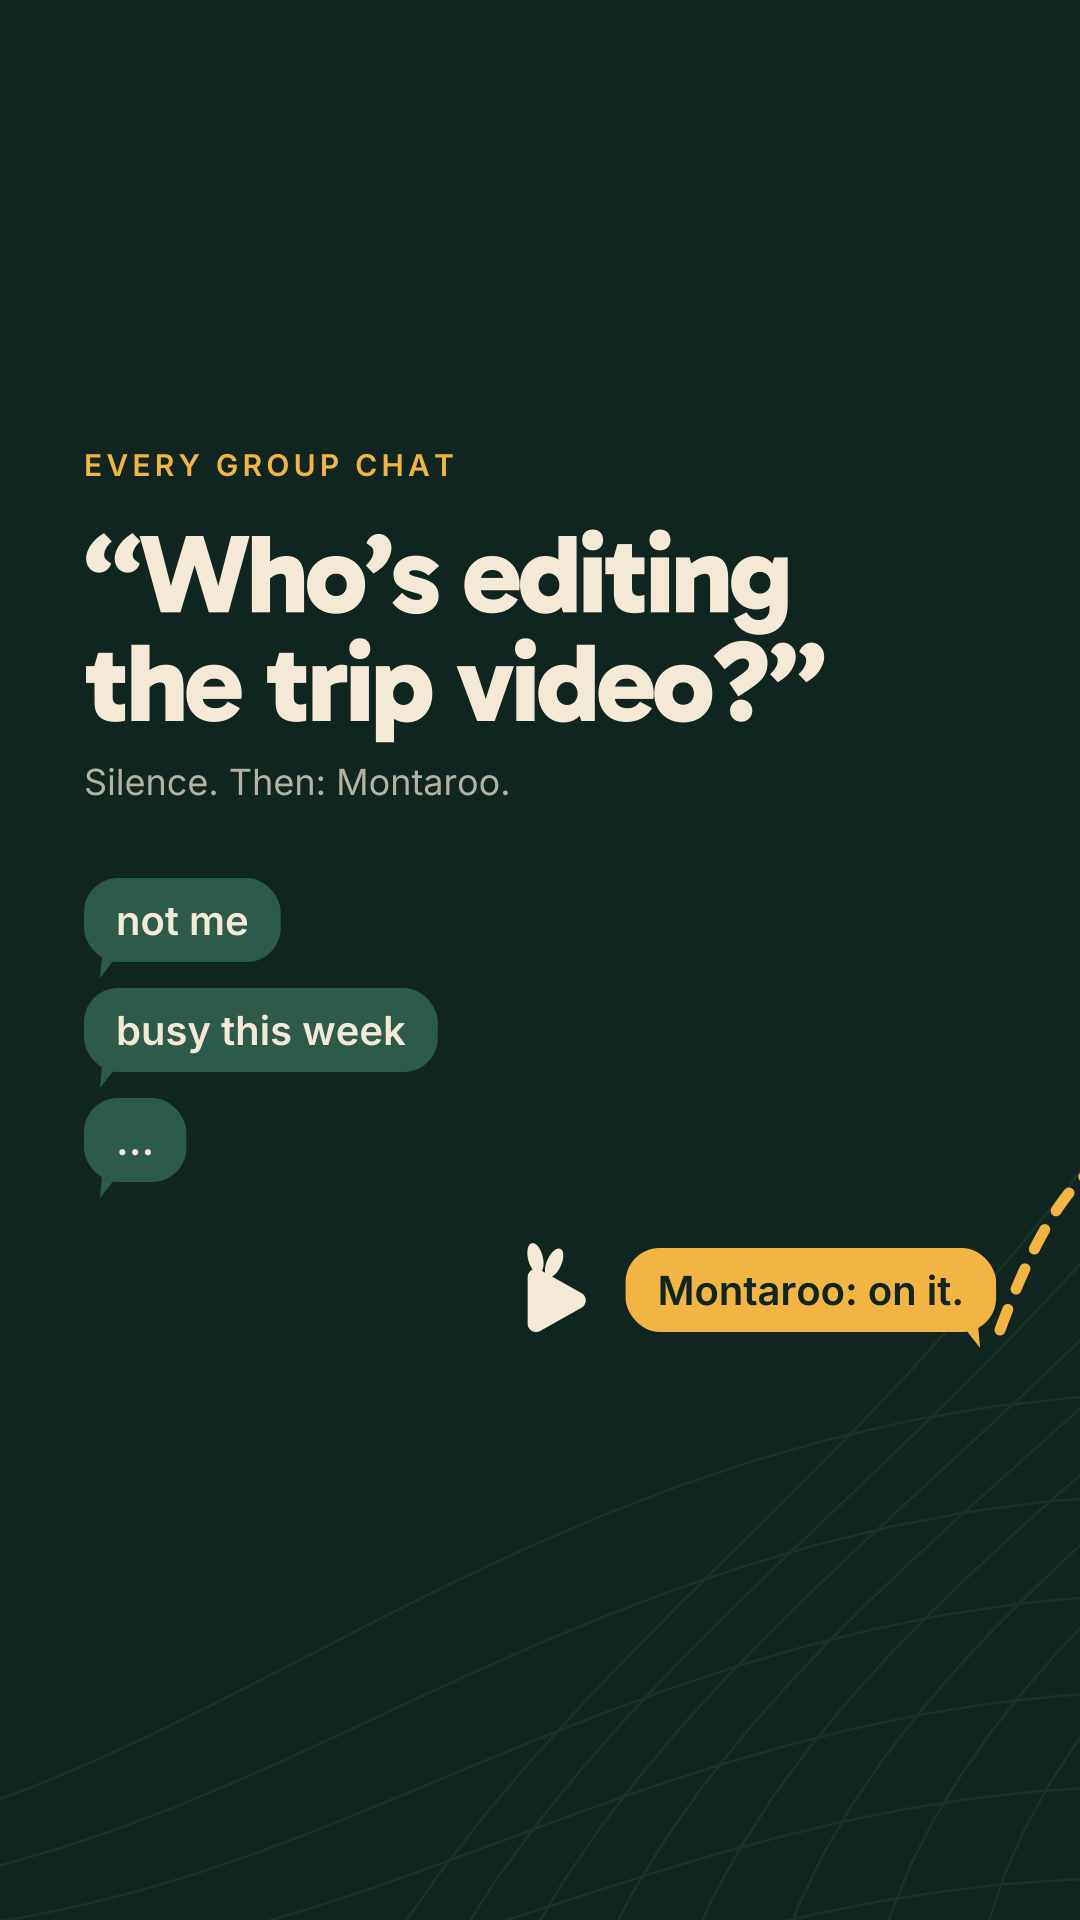 EVERY GROUP CHAT
“Who’s editing
the trip video?”
Silence. Then: Montaroo.
not me
busy this week
...
Montaroo: on it.